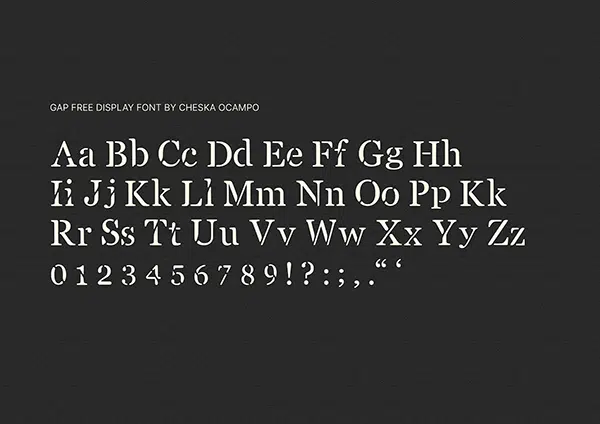 GAP FREE DISPLAY FONT BY CHESKA OCAMPO
Aa Bb Cc Dd Ee Ff Gg Hh
Ii Jj Kk Ll Mm Nn Oo Pp Kk
Rr Ss Tt Uu Vv Ww Xx Yy Zz
0 1 2 3 4 5 6 7 8 9 ! ? : ; , . “ ‘